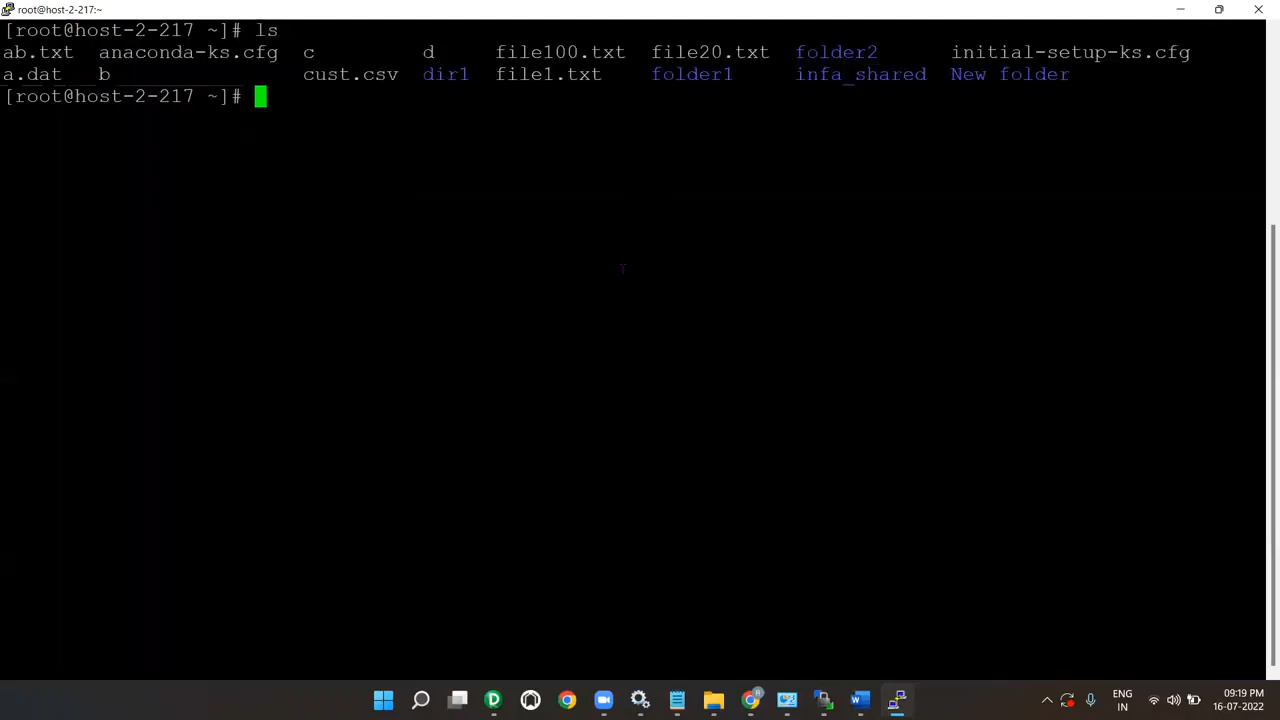 root@host-2-217:~
[root@host-2-217 ~]# ls
ab.txt anaconda-ks.cfg c d file100.txt file20.txt folder2 initial-setup-ks.cfg
a.dat b cust.csv dir1 file1.txt folder1 infa_shared New folder
[root@host-2-217 ~]#
ENG
IN
09:19 PM
16-07-2022